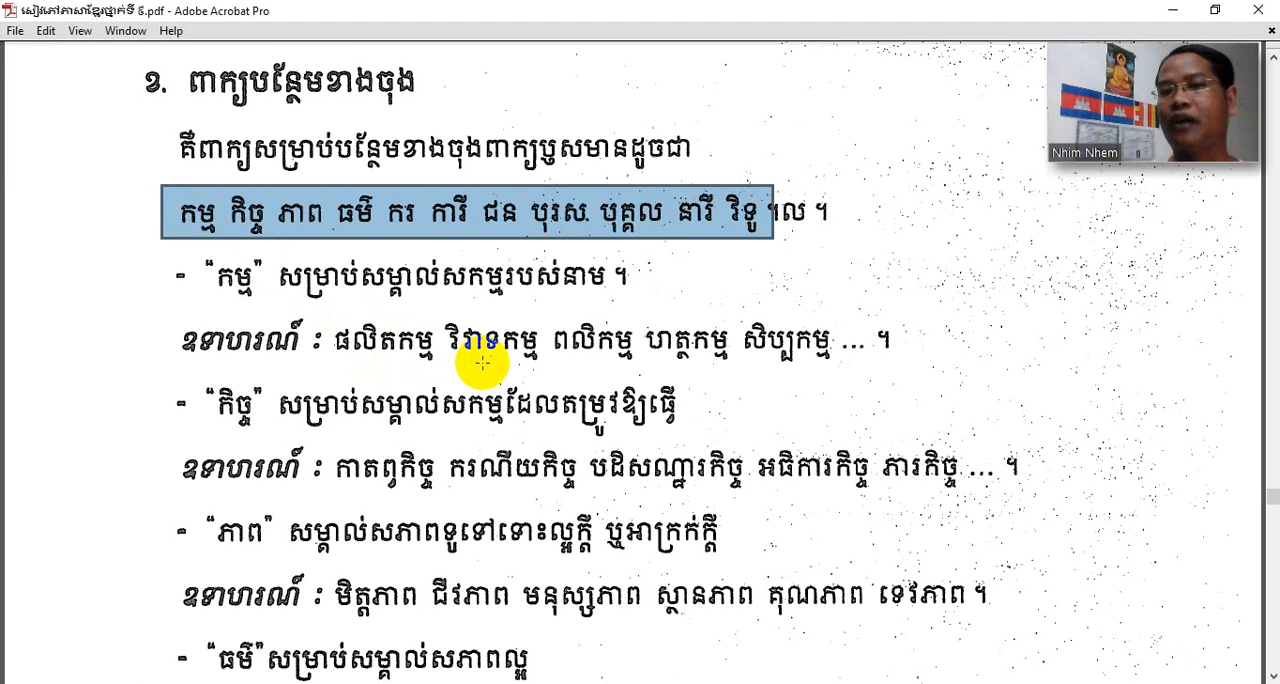 សៀវភៅភាសាខ្មែរថ្នាក់ទី ៩.pdf - Adobe Acrobat Pro
File Edit View Window Help
ខ. ពាក្យបន្ថែមខាងចុង
គឺពាក្យសម្រាប់បន្ថែមខាងចុងពាក្យឫសមានដូចជា
កម្ម កិច្ច ភាព ធម៌ ករ ការី ជន បុរស បុគ្គល នារី វិទូ ។ល។
- “កម្ម” សម្រាប់សម្គាល់សកម្មរបស់នាម ។
ឧទាហរណ៍ : ផលិតកម្ម វិវាទកម្ម ពលិកម្ម ហត្ថកម្ម សិប្បកម្ម ... ។
- “កិច្ច” សម្រាប់សម្គាល់សកម្មដែលតម្រូវឱ្យធ្វើ
ឧទាហរណ៍ : កាតព្វកិច្ច ករណីយកិច្ច បដិសណ្ឋារកិច្ច អធិការកិច្ច ភារកិច្ច ... ។
- “ភាព” សម្គាល់សភាពទូទៅទោះល្អក្តី ឬអាក្រក់ក្តី
ឧទាហរណ៍ : មិត្តភាព ជីវភាព មនុស្សភាព ស្ថានភាព គុណភាព ទេវភាព ។
- “ធម៌” សម្រាប់សម្គាល់សភាពល្អ
Nhim Nhem